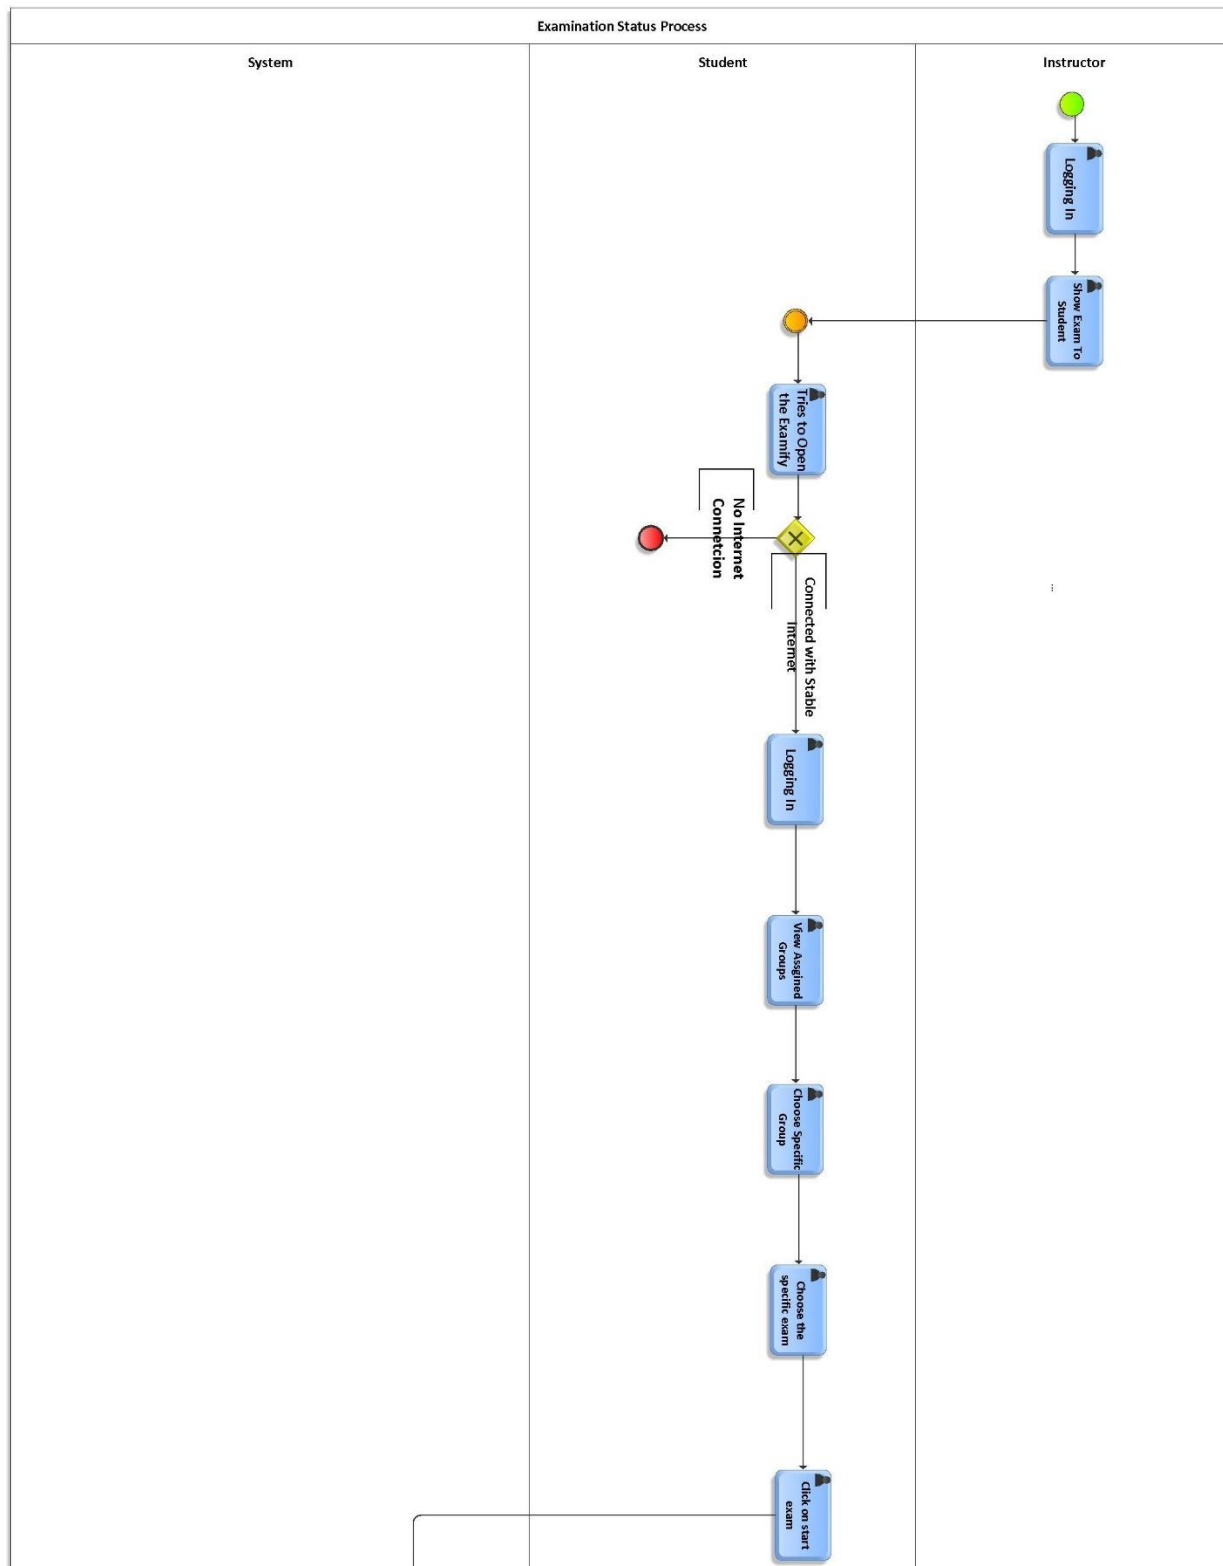 Examination Status Process
System
Student
Instructor
Logging In
Show Exam To
Student
Tries to Open
the Examify
No Internet
Connetcion
Connected with Stable
Internet
Logging In
View Assgined
Groups
Choose Specific
Group
Choose the
specific exam
Click on start
exam